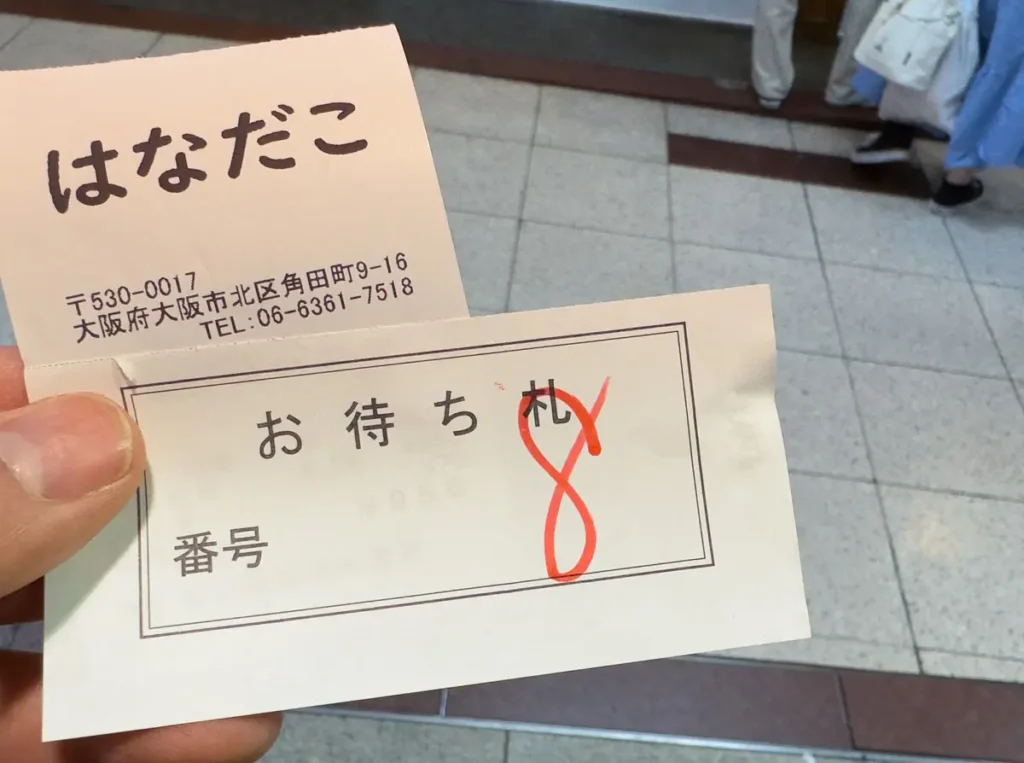 はなだこ
〒530-0017
大阪府大阪市北区角田町9-16
TEL:06-6361-7518
お待ち札
番号
8